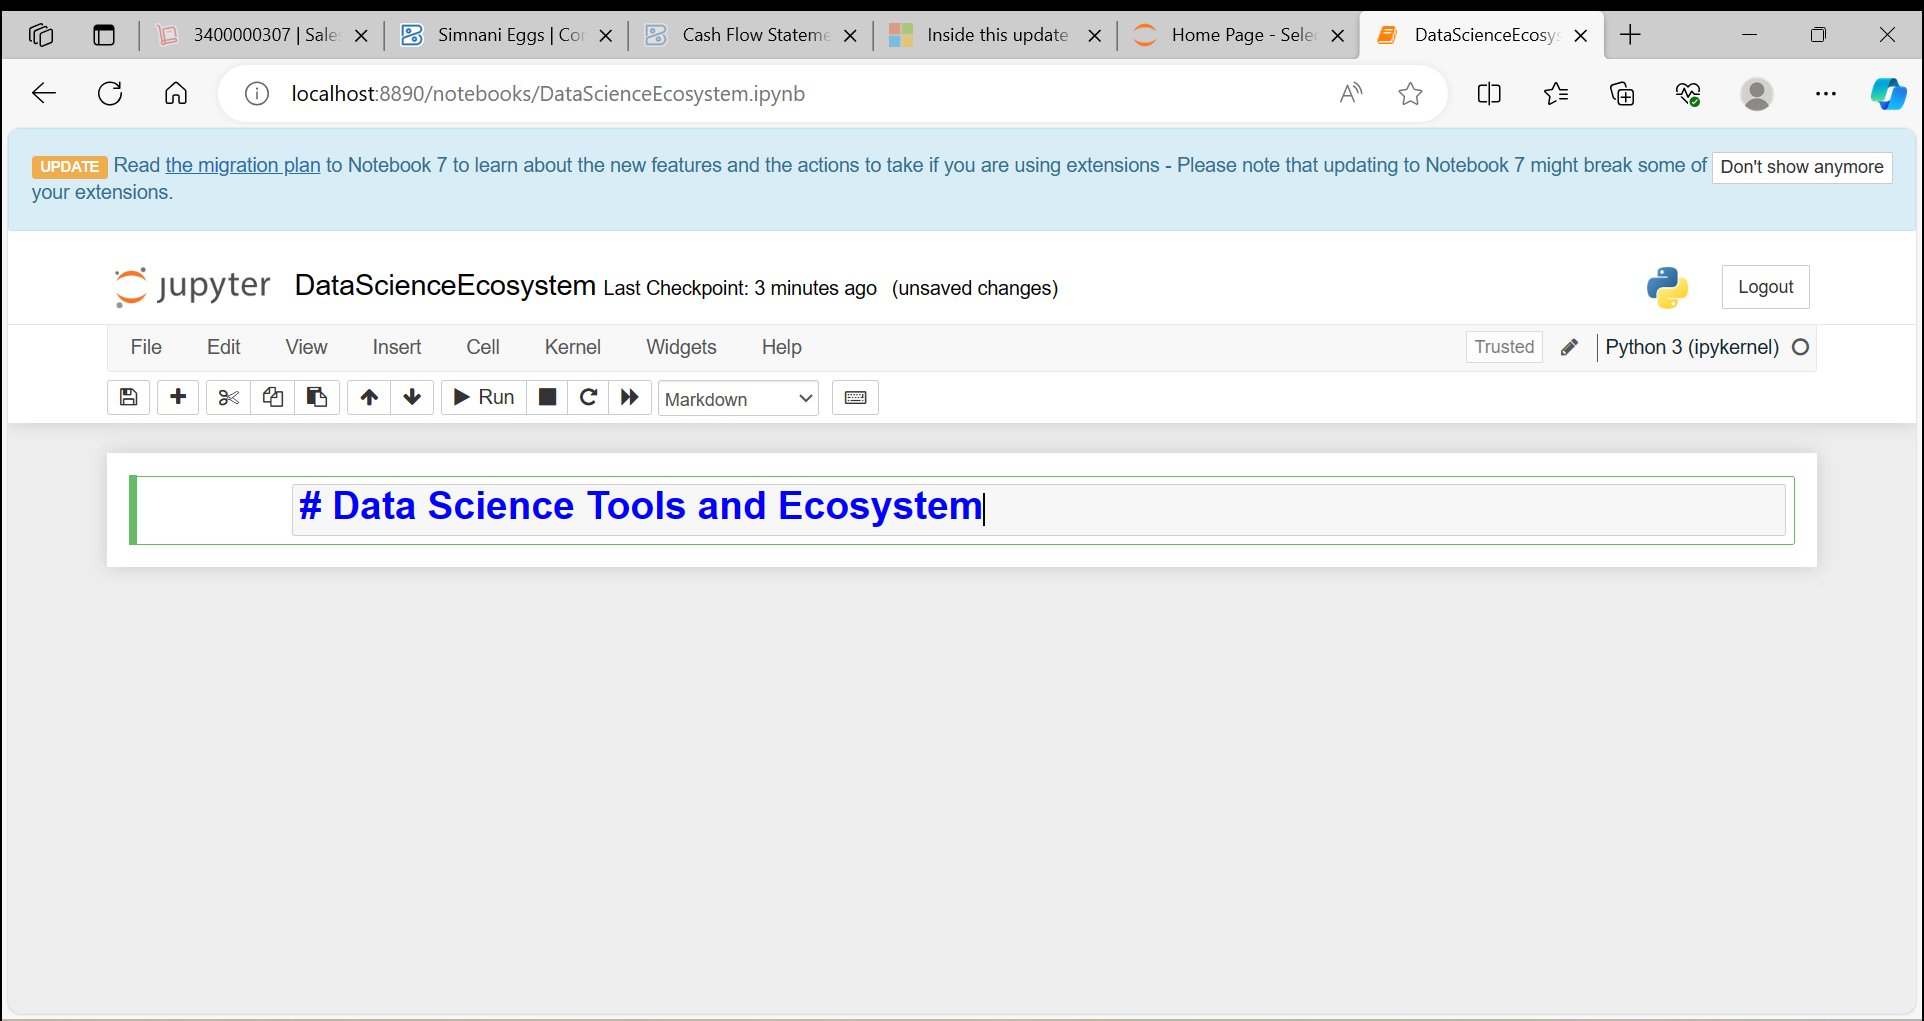 3400000307 | Sale
Simnani Eggs | Co
Cash Flow Stateme
Inside this update
Home Page - Sele
DataScienceEcosys
localhost:8890/notebooks/DataScienceEcosystem.ipynb
UPDATE Read the migration plan to Notebook 7 to learn about the new features and the actions to take if you are using extensions - Please note that updating to Notebook 7 might break some of
your extensions.
Don't show anymore
jupyter DataScienceEcosystem Last Checkpoint: 3 minutes ago (unsaved changes)
Logout
File Edit View Insert Cell Kernel Widgets Help
Trusted
Python 3 (ipykernel)
Run
Markdown
# Data Science Tools and Ecosystem